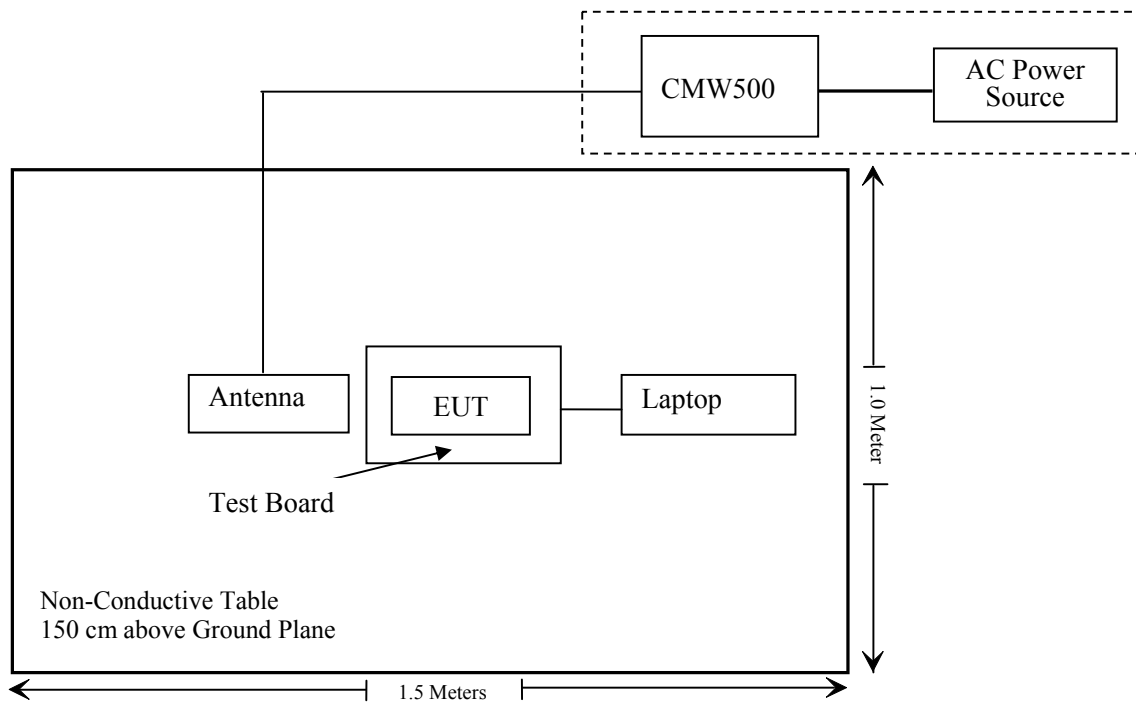 CMW500
AC Power
Source
Antenna
EUT
Laptop
1.0 Meter
Test Board
Non-Conductive Table
150 cm above Ground Plane
1.5 Meters